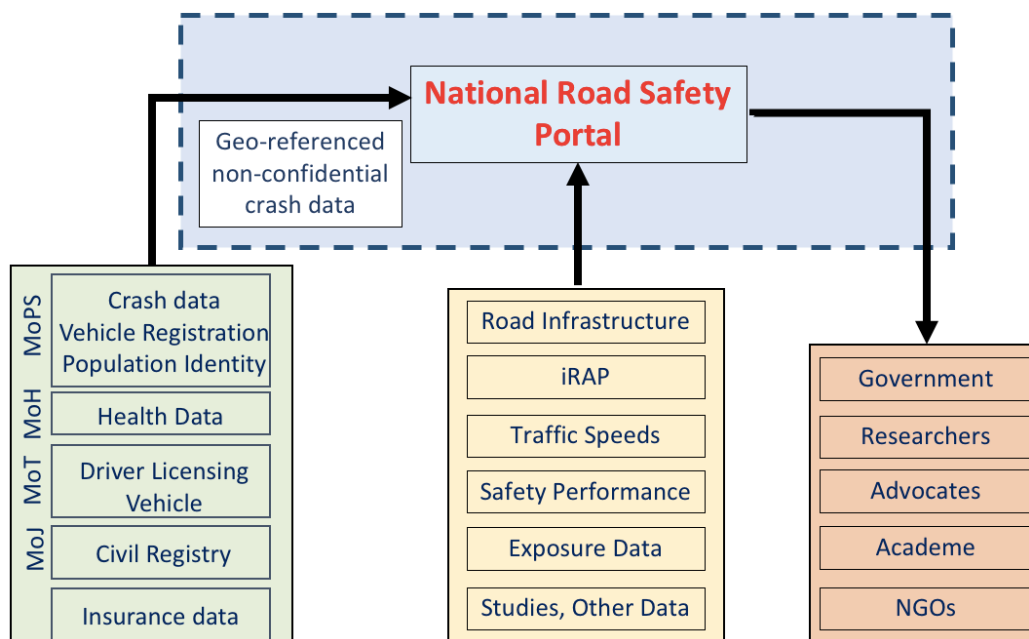 National Road Safety
Portal
Geo-referenced
non-confidential
crash data
MoPS
Crash data
Vehicle Registration
Population Identity
MoH
Health Data
MoT
Driver Licensing
Vehicle
MoJ
Civil Registry
Insurance data
Road Infrastructure
iRAP
Traffic Speeds
Safety Performance
Exposure Data
Studies, Other Data
Government
Researchers
Advocates
Academe
NGOs